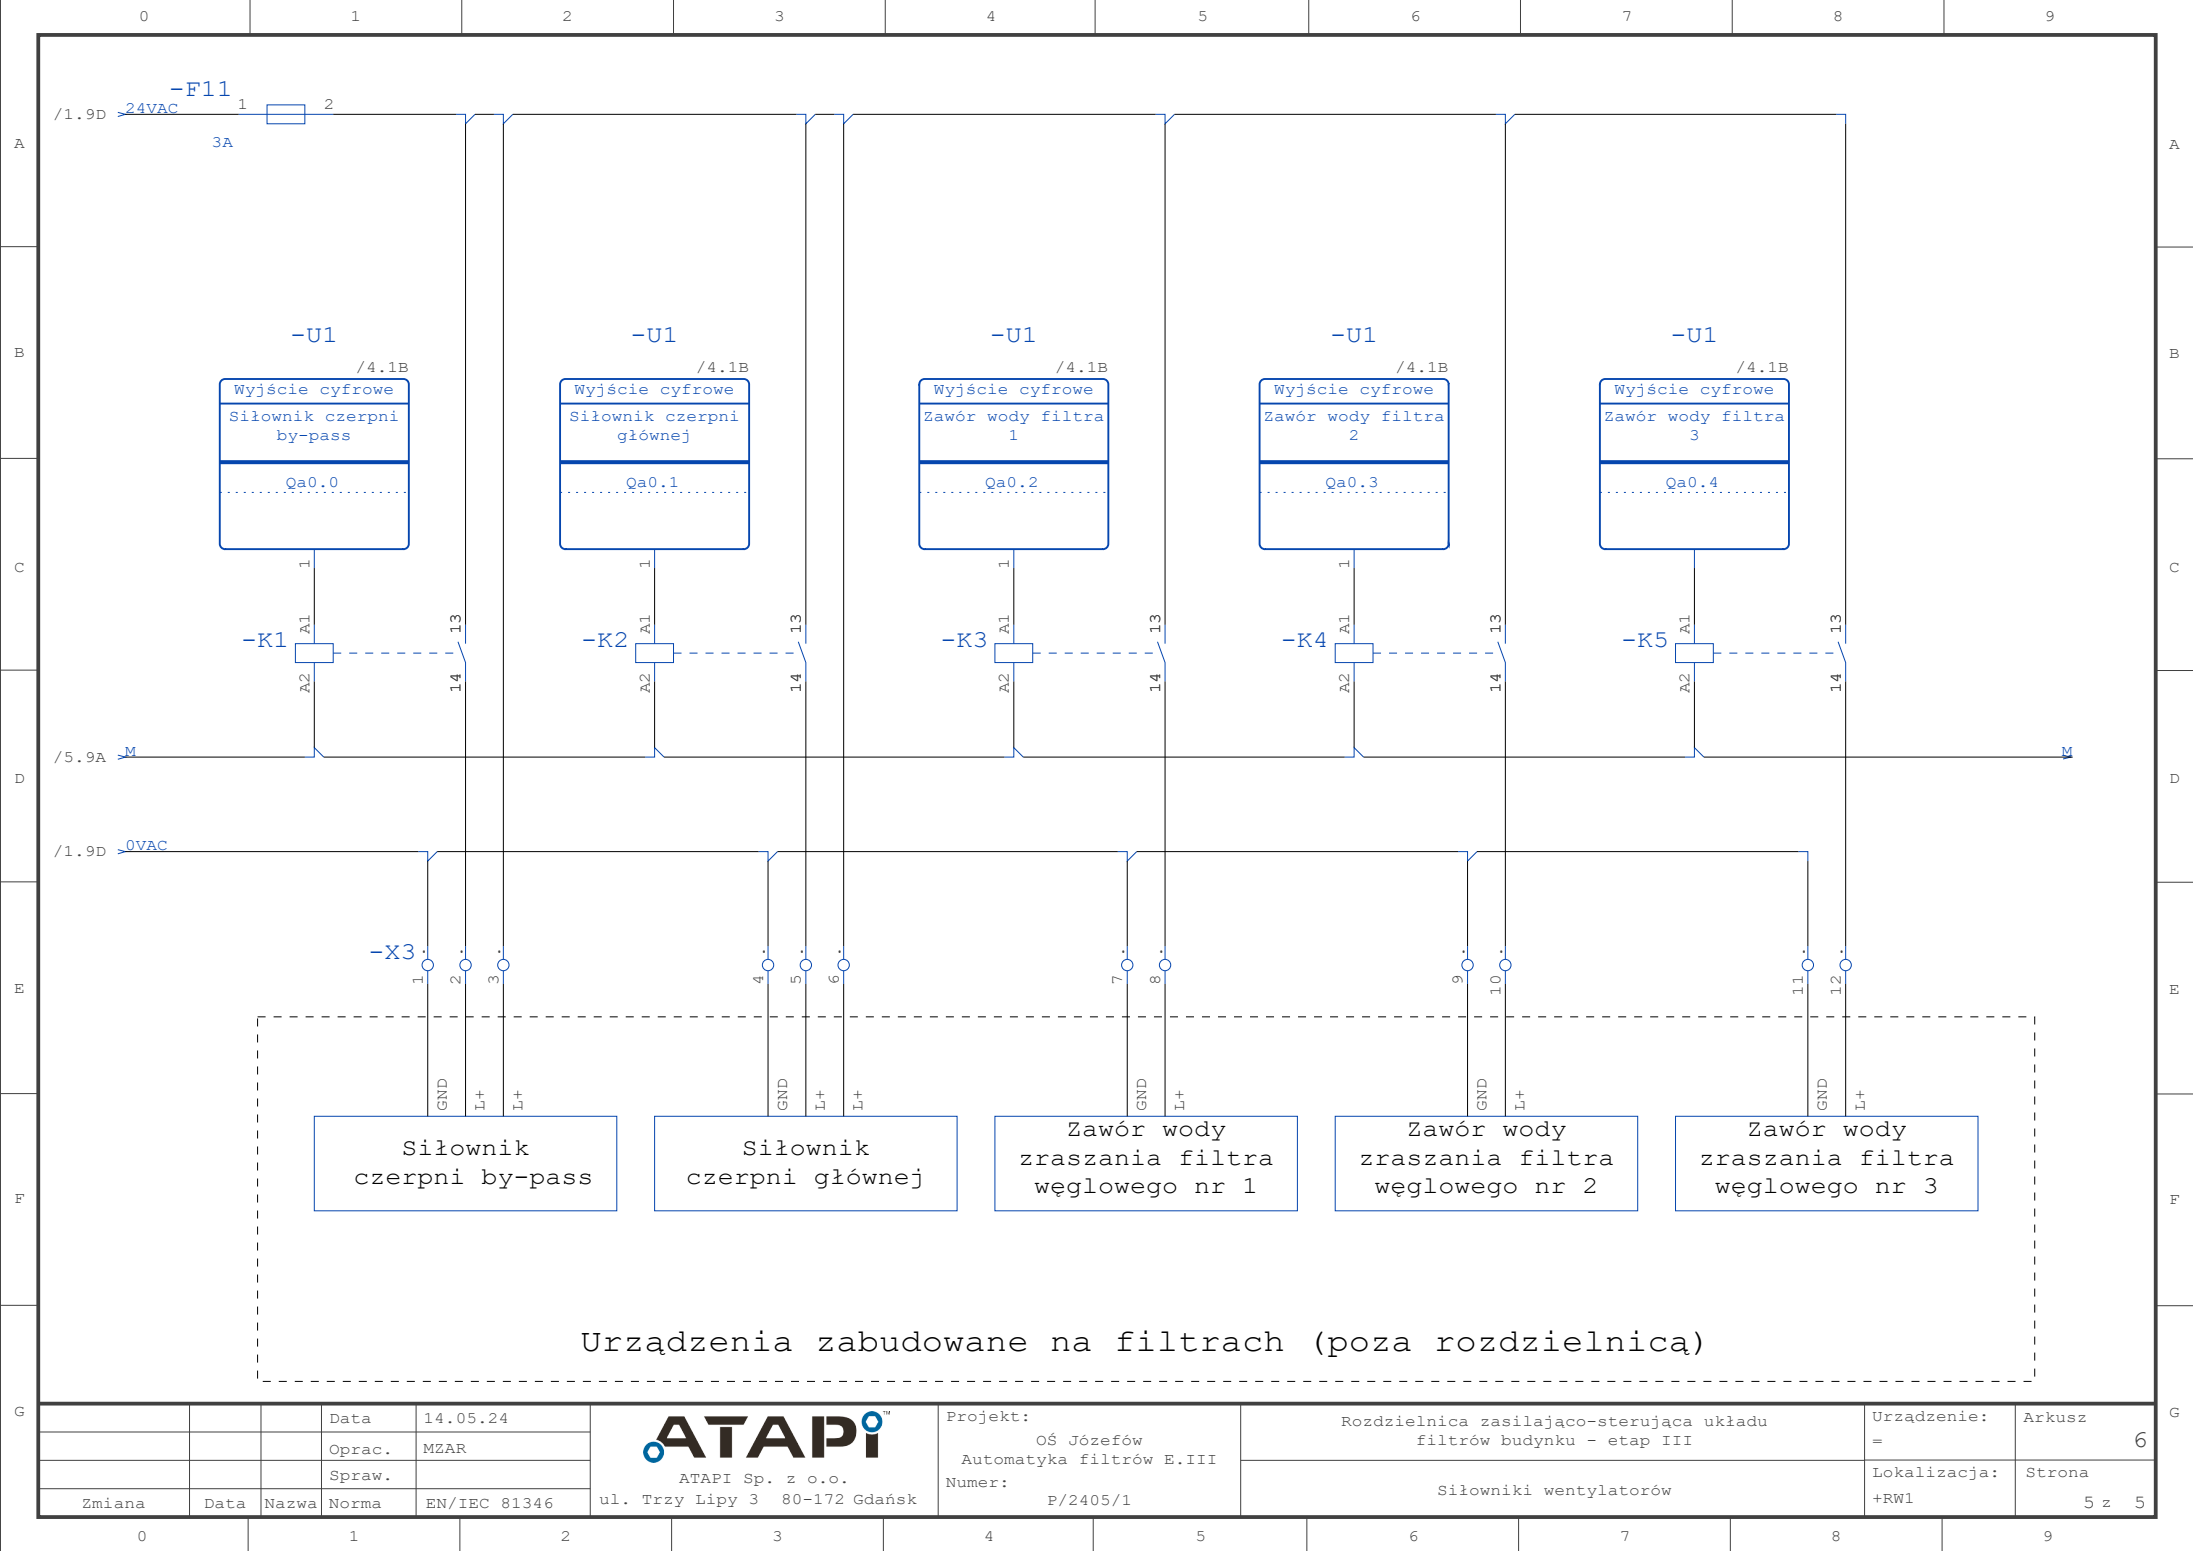 0 1 2 3 4 5 6 7 8 9
-F11
/1.9D 24VAC 1 2
3A
A A
-U1 -U1 -U1 -U1 -U1
B B
/4.1B /4.1B /4.1B /4.1B /4.1B
Wyjście cyfrowe Wyjście cyfrowe Wyjście cyfrowe Wyjście cyfrowe Wyjście cyfrowe
Siłownik czerpni Siłownik czerpni Zawór wody filtra Zawór wody filtra Zawór wody filtra
by-pass głównej 1 2 3
Qa0.0 Qa0.1 Qa0.2 Qa0.3 Qa0.4
C 1 1 1 1 1 C
A1 13 A1 13 A1 13 A1 13 A1 13
-K1 -K2 -K3 -K4 -K5
A2 14 A2 14 A2 14 A2 14 A2 14
/5.9A M M
D D
/1.9D 0VAC
-X3
1 2 3 4 5 6 7 8 9 10 11 12
E E
GND L+ L+ GND L+ L+ GND L+ GND L+ GND L+
Siłownik
czerpni by-pass
Siłownik
czerpni głównej
Zawór wody
zraszania filtra
węglowego nr 1
Zawór wody
zraszania filtra
węglowego nr 2
Zawór wody
zraszania filtra
węglowego nr 3
F F
Urządzenia zabudowane na filtrach (poza rozdzielnicą)
G G
Data 14.05.24
Oprac. MZAR
Spraw.
Zmiana Data Nazwa Norma EN/IEC 81346
ATAPi™
ATAPI Sp. z o.o.
ul. Trzy Lipy 3 80-172 Gdańsk
Projekt:
OŚ Józefów
Automatyka filtrów E.III
Numer:
P/2405/1
Rozdzielnica zasilająco-sterująca układu
filtrów budynku - etap III
Siłowniki wentylatorów
Urządzenie:
=
Lokalizacja:
+RW1
Arkusz
6
Strona
5 z 5
0 1 2 3 4 5 6 7 8 9